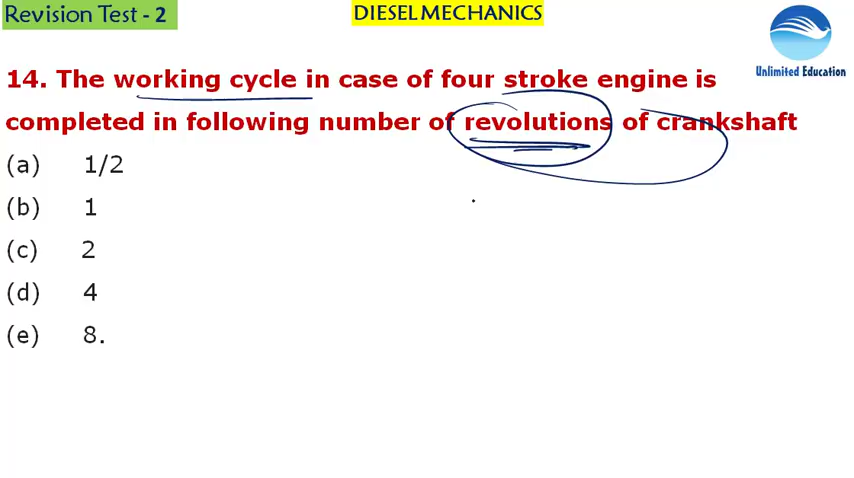 Revision Test - 2
DIESEL MECHANICS
Unlimited Education
14. The working cycle in case of four stroke engine is
completed in following number of revolutions of crankshaft
(a) 1/2
(b) 1
(c) 2
(d) 4
(e) 8.